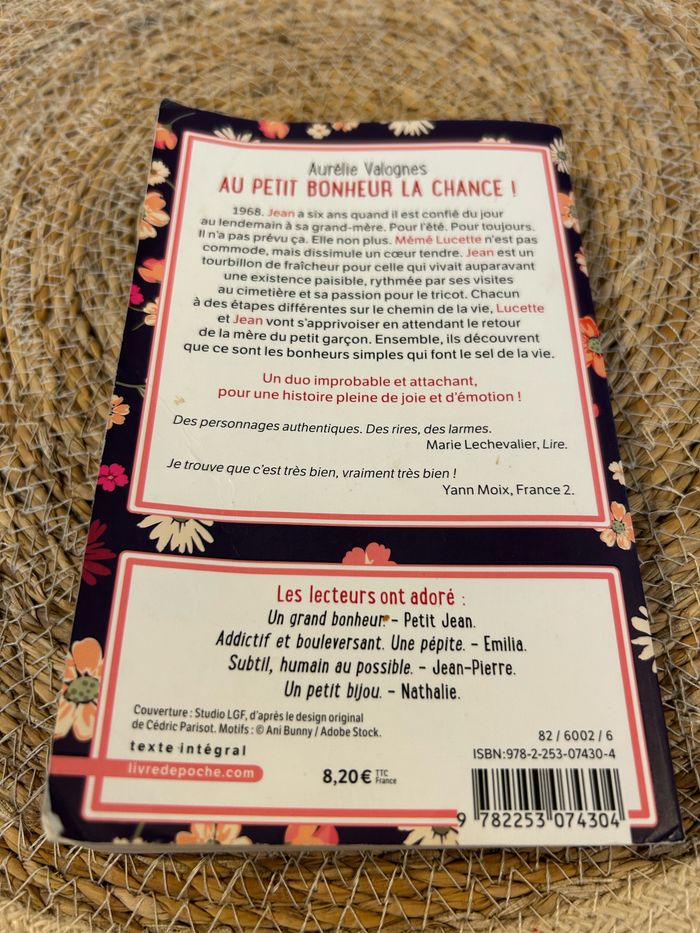 Aurélie Valognes
AU PETIT BONHEUR LA CHANCE !
1968. Jean a six ans quand il est confié du jour
au lendemain à sa grand-mère. Pour l'été. Pour toujours.
Il n'a pas prévu ça. Elle non plus. Mémé Lucette n'est pas
commode, mais dissimule un cœur tendre. Jean est un
tourbillon de fraîcheur pour celle qui vivait auparavant
une existence paisible, rythmée par ses visites
au cimetière et sa passion pour le tricot. Chacun
à des étapes différentes sur le chemin de la vie, Lucette
et Jean vont s'apprivoiser en attendant le retour
de la mère du petit garçon. Ensemble, ils découvrent
que ce sont les bonheurs simples qui font le sel de la vie.
Un duo improbable et attachant,
pour une histoire pleine de joie et d'émotion !
Des personnages authentiques. Des rires, des larmes.
Marie Lechevalier, Lire.
Je trouve que c'est très bien, vraiment très bien !
Yann Moix, France 2.
Les lecteurs ont adoré :
Un grand bonheur. – Petit Jean.
Addictif et bouleversant. Une pépite. – Emilia.
Subtil, humain au possible. – Jean-Pierre.
Un petit bijou. – Nathalie.
Couverture : Studio LGF, d'après le design original
de Cédric Parisot. Motifs : © Ani Bunny / Adobe Stock.
texte intégral
livredepoche.com
8,20 € TTC
France
82 / 6002 / 6
ISBN : 978-2-253-07430-4
9 782253 074304